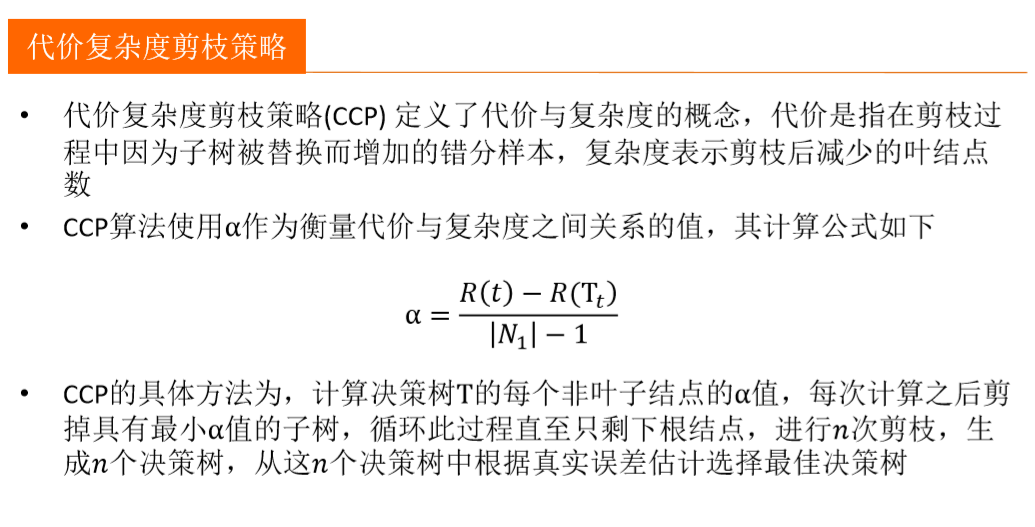 代价复杂度剪枝策略
• 代价复杂度剪枝策略(CCP) 定义了代价与复杂度的概念，代价是指在剪枝过
程中因为子树被替换而增加的错分样本，复杂度表示剪枝后减少的叶结点
数
• CCP算法使用α作为衡量代价与复杂度之间关系的值，其计算公式如下
α = \frac{R(t) − R(T_t)}{|N_1| − 1}
• CCP的具体方法为，计算决策树T的每个非叶子结点的α值，每次计算之后剪
掉具有最小α值的子树，循环此过程直至只剩下根结点，进行n次剪枝，生
成n个决策树，从这n个决策树中根据真实误差估计选择最佳决策树